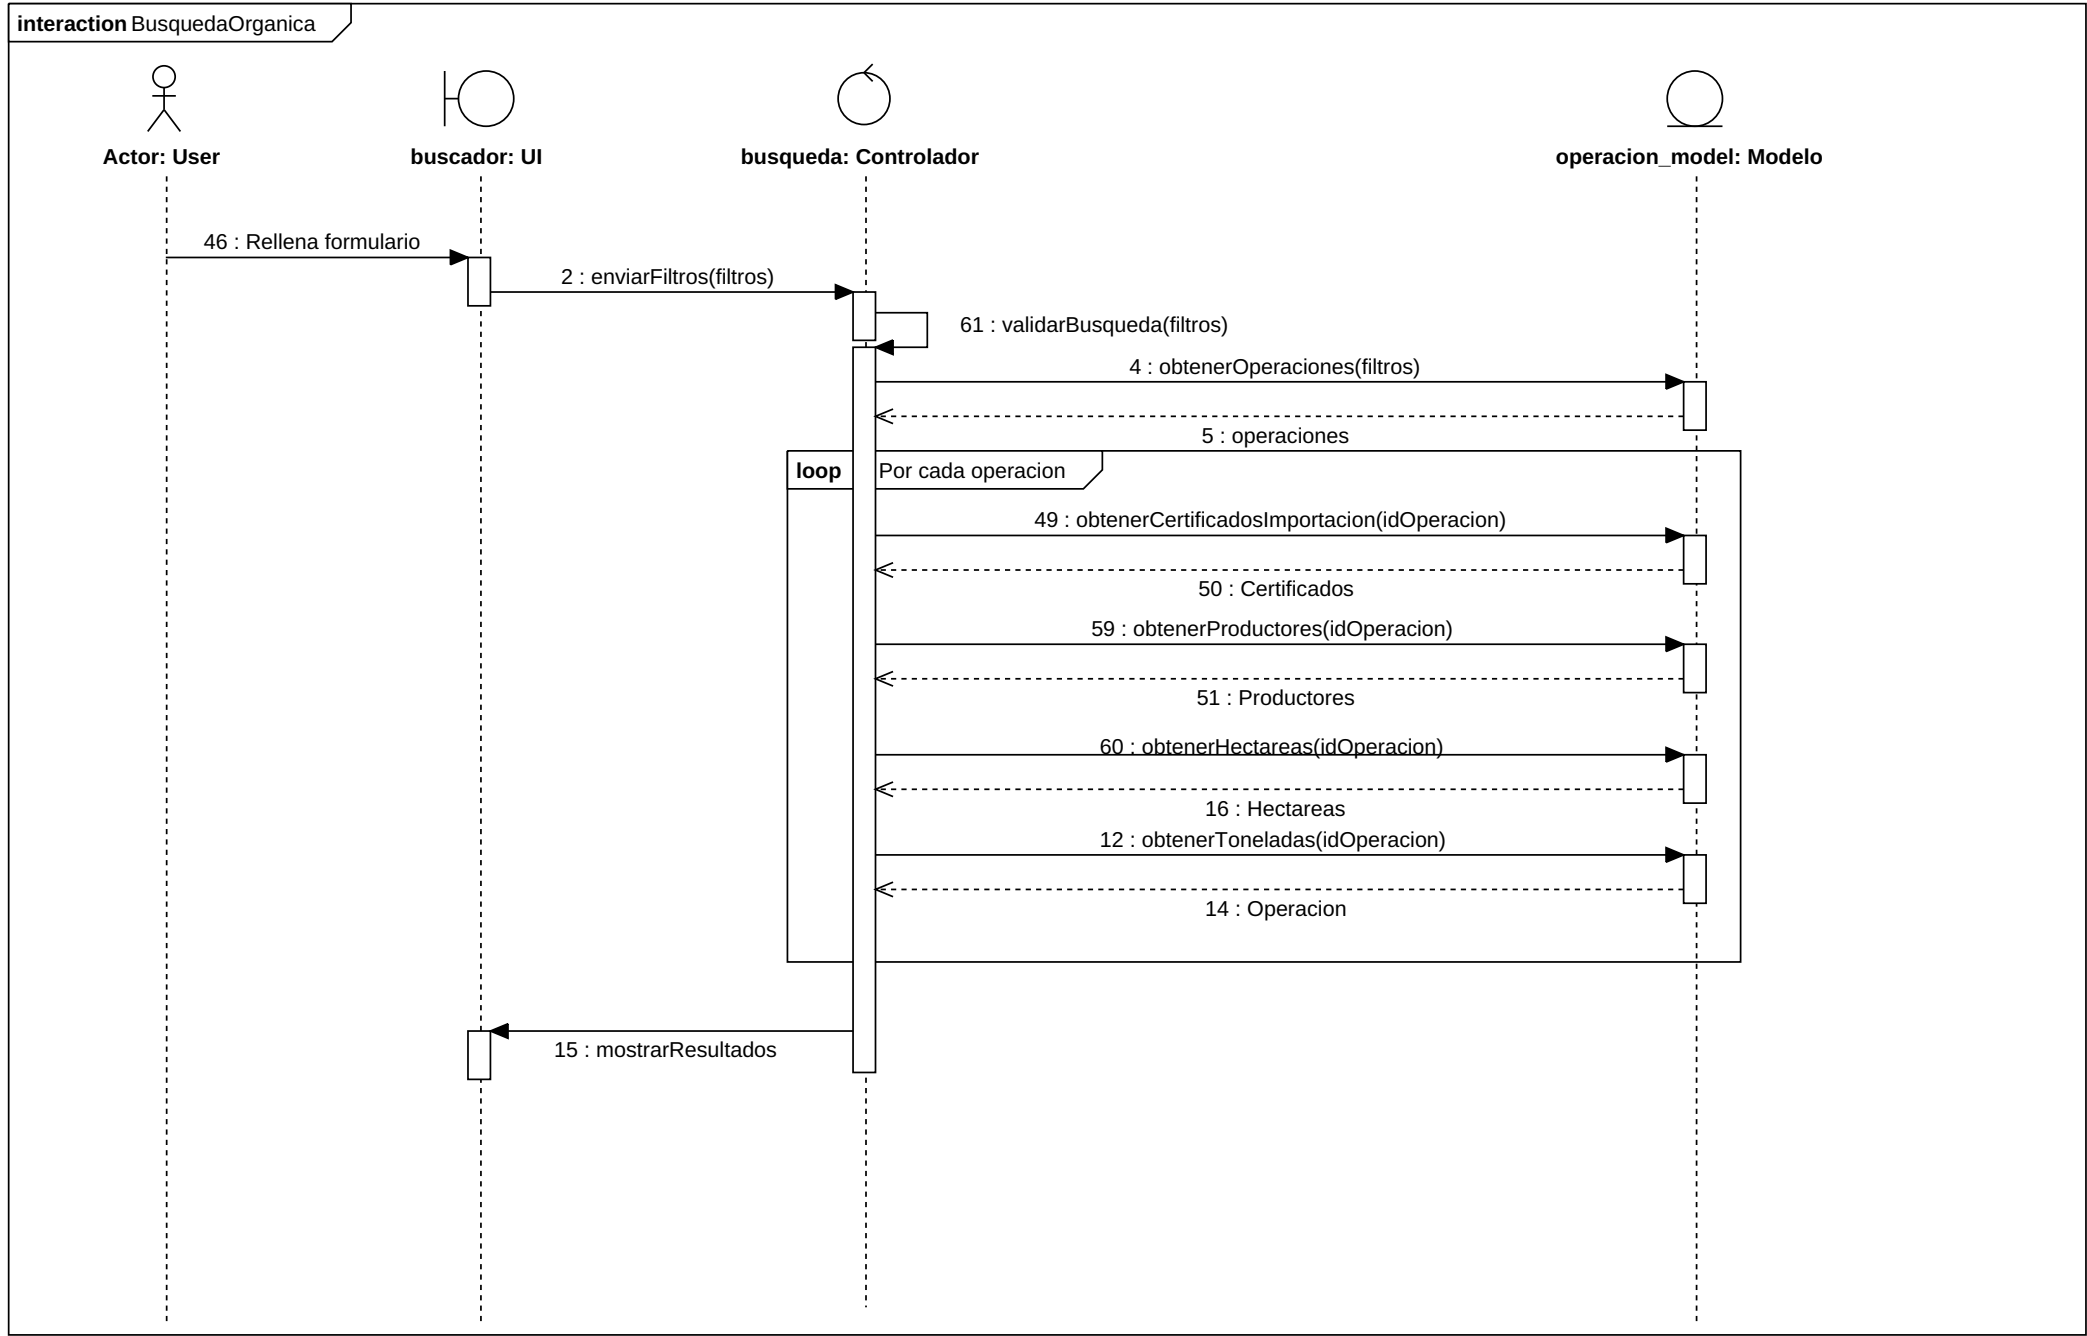 interaction BusquedaOrganica
Actor: User
buscador: UI
busqueda: Controlador
operacion_model: Modelo
46 : Rellena formulario
2 : enviarFiltros(filtros)
61 : validarBusqueda(filtros)
4 : obtenerOperaciones(filtros)
5 : operaciones
loop Por cada operacion
49 : obtenerCertificadosImportacion(idOperacion)
50 : Certificados
59 : obtenerProductores(idOperacion)
51 : Productores
60 : obtenerHectareas(idOperacion)
16 : Hectareas
12 : obtenerToneladas(idOperacion)
14 : Operacion
15 : mostrarResultados